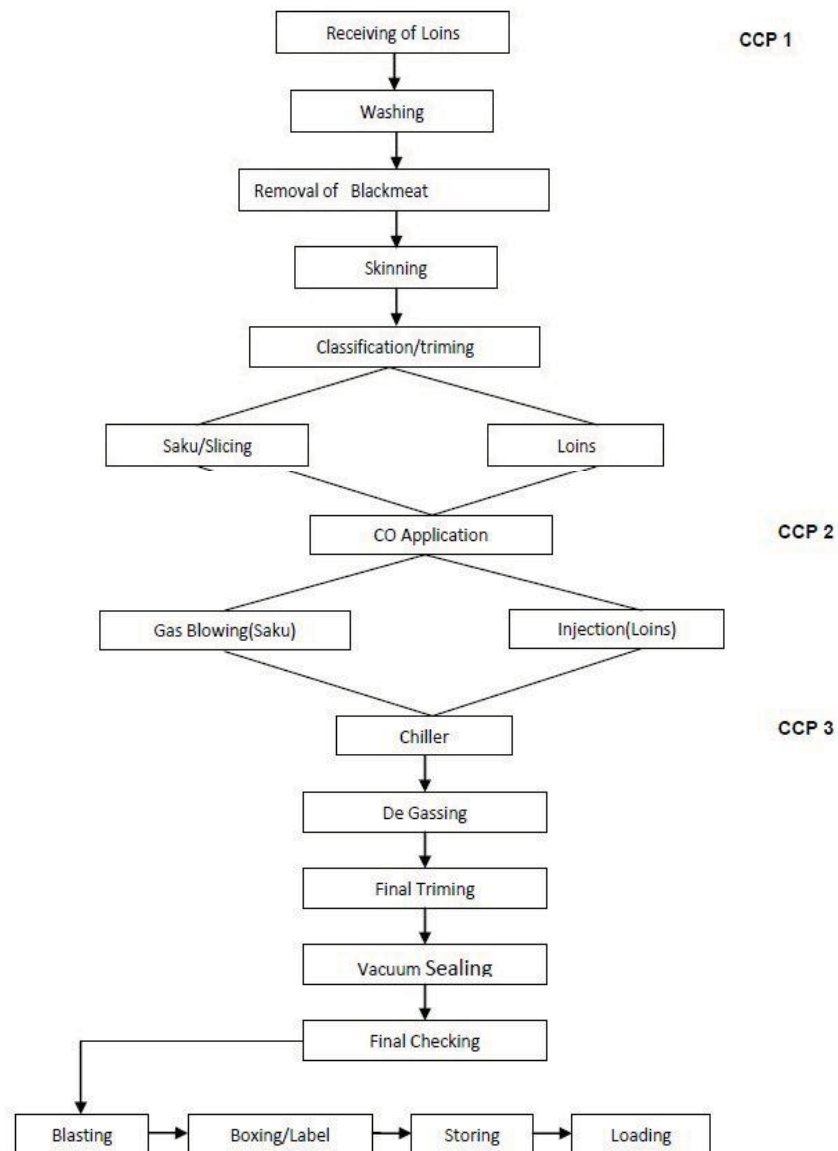 Receiving of Loins
CCP 1
Washing
Removal of Blackmeat
Skinning
Classification/triming
Saku/Slicing
Loins
CO Application
CCP 2
Gas Blowing(Saku)
Injection(Loins)
Chiller
CCP 3
De Gassing
Final Triming
Vacuum Sealing
Final Checking
Blasting
Boxing/Label
Storing
Loading